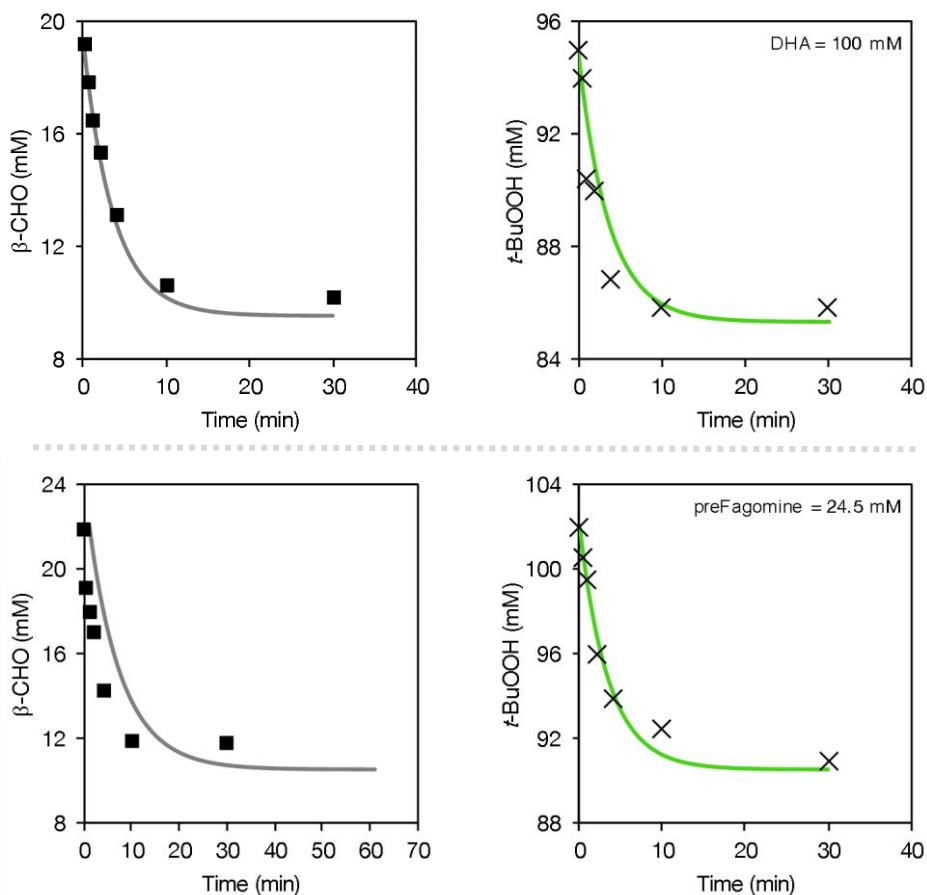 20
16
12
8
β-CHO (mM)
0 10 20 30 40
Time (min)
96
92
88
84
t-BuOOH (mM)
DHA = 100 mM
0 10 20 30 40
Time (min)
24
20
16
12
8
β-CHO (mM)
0 10 20 30 40 50 60 70
Time (min)
104
100
96
92
88
t-BuOOH (mM)
preFagomine = 24.5 mM
0 10 20 30 40
Time (min)